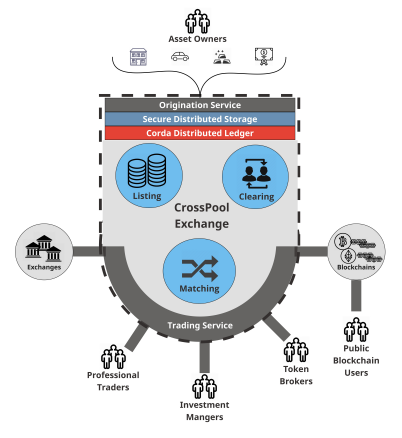 Asset Owners
Origination Service
Secure Distributed Storage
Corda Distributed Ledger
Listing
Clearing
CrossPool
Exchange
Matching
Exchanges
Blockchains
Trading Service
Professional
Traders
Investment
Mangers
Token
Brokers
Public
Blockchain
Users